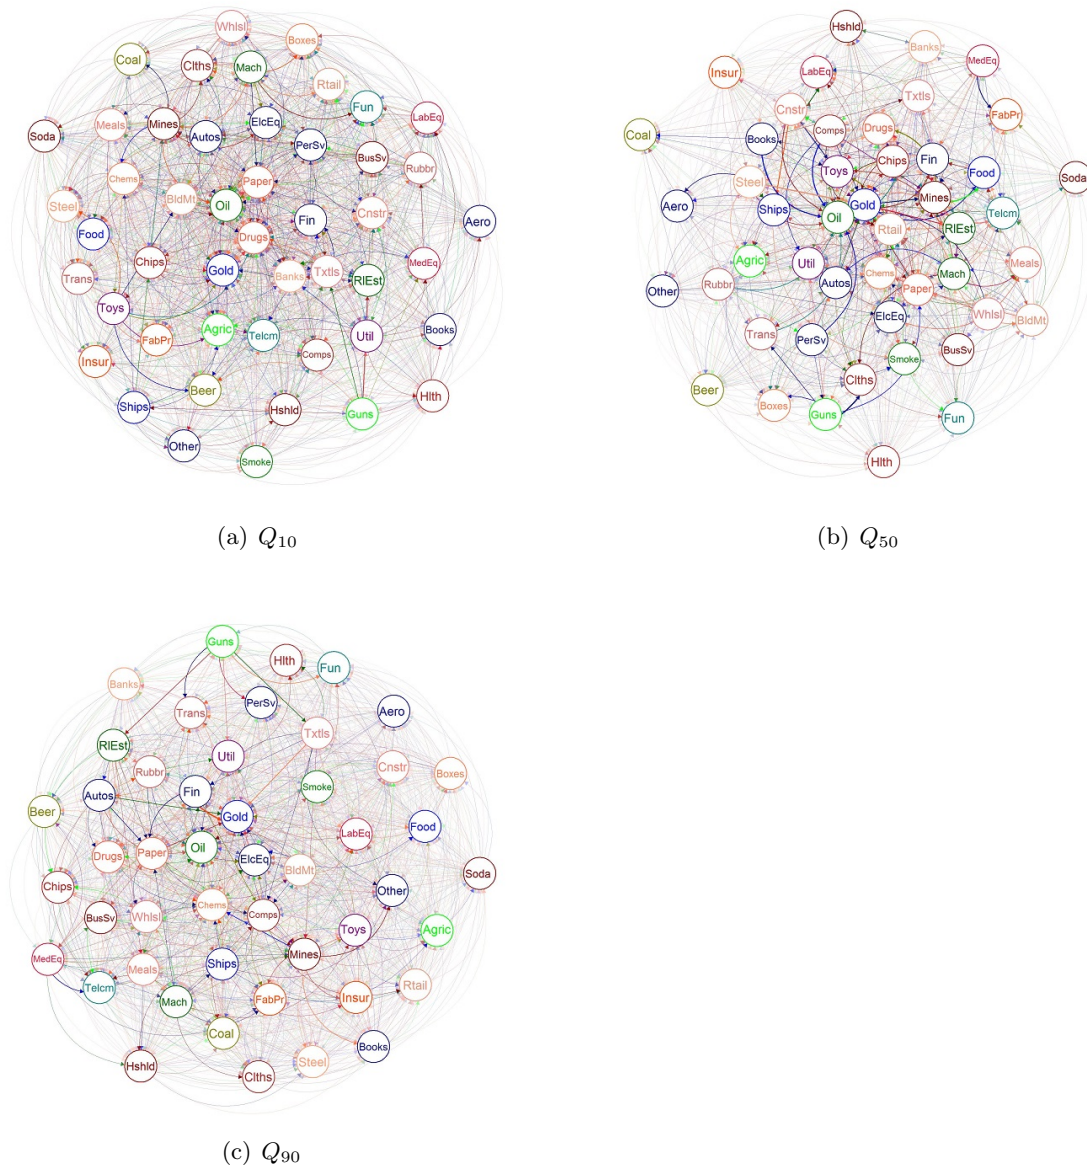 Whlsl
Boxes
Coal
Clths
Mach
Rtail
Fun
LabEq
Soda
Meals
Mines
Autos
ElcEq
PerSv
BusSv
Rubbr
Chems
Paper
Steel
BldMt
Oil
Fin
Cnstr
Aero
Food
Drugs
Trans
Chips
Gold
Banks
Txtls
RlEst
MedEq
Toys
FabPr
Agric
Telcm
Util
Books
Insur
Comps
Beer
Ships
Hshld
Guns
Hlth
Other
Smoke
(a) Q10
Hshld
Banks
MedEq
Insur
LabEq
Cnstr
Txtls
FabPr
Coal
Books
Comps
Drugs
Chips
Fin
Food
Soda
Steel
Toys
Aero
Ships
Oil
Gold
Mines
Telcm
Rtail
RlEst
Agric
Util
Meals
Other
Rubbr
Autos
Chems
Paper
Mach
Whlsl
BldMt
Trans
PerSv
ElcEq
BusSv
Smoke
Beer
Clths
Boxes
Guns
Fun
Hlth
(b) Q50
Guns
Hlth
Fun
Banks
Trans
PerSv
Aero
Txtls
RlEst
Util
Rubbr
Cnstr
Boxes
Autos
Fin
Smoke
Beer
Gold
Food
LabEq
Drugs
Paper
Oil
ElcEq
BldMt
Soda
Chips
Other
Chems
BusSv
Whlsl
Comps
Toys
Agric
MedEq
Mines
Meals
Ships
Telcm
Mach
FabPr
Insur
Rtail
Coal
Books
Hshld
Clths
Steel
(c) Q90